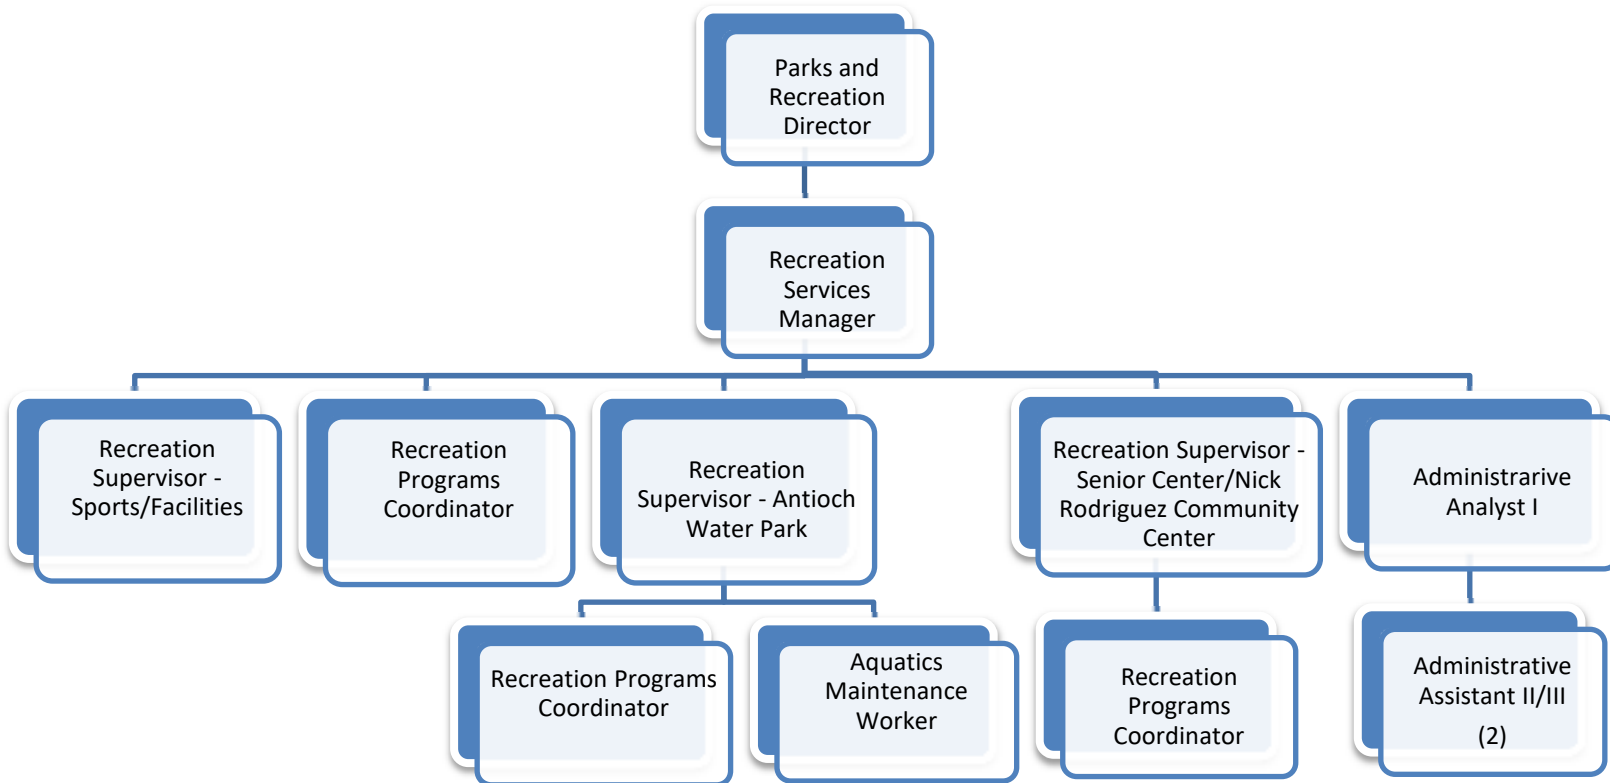 Parks and
Recreation
Director
Recreation
Services
Manager
Recreation
Supervisor -
Sports/Facilities
Recreation
Programs
Coordinator
Recreation
Supervisor - Antioch
Water Park
Recreation Supervisor -
Senior Center/Nick
Rodriguez Community
Center
Administrarive
Analyst I
Recreation Programs
Coordinator
Aquatics
Maintenance
Worker
Recreation
Programs
Coordinator
Administrative
Assistant II/III
(2)